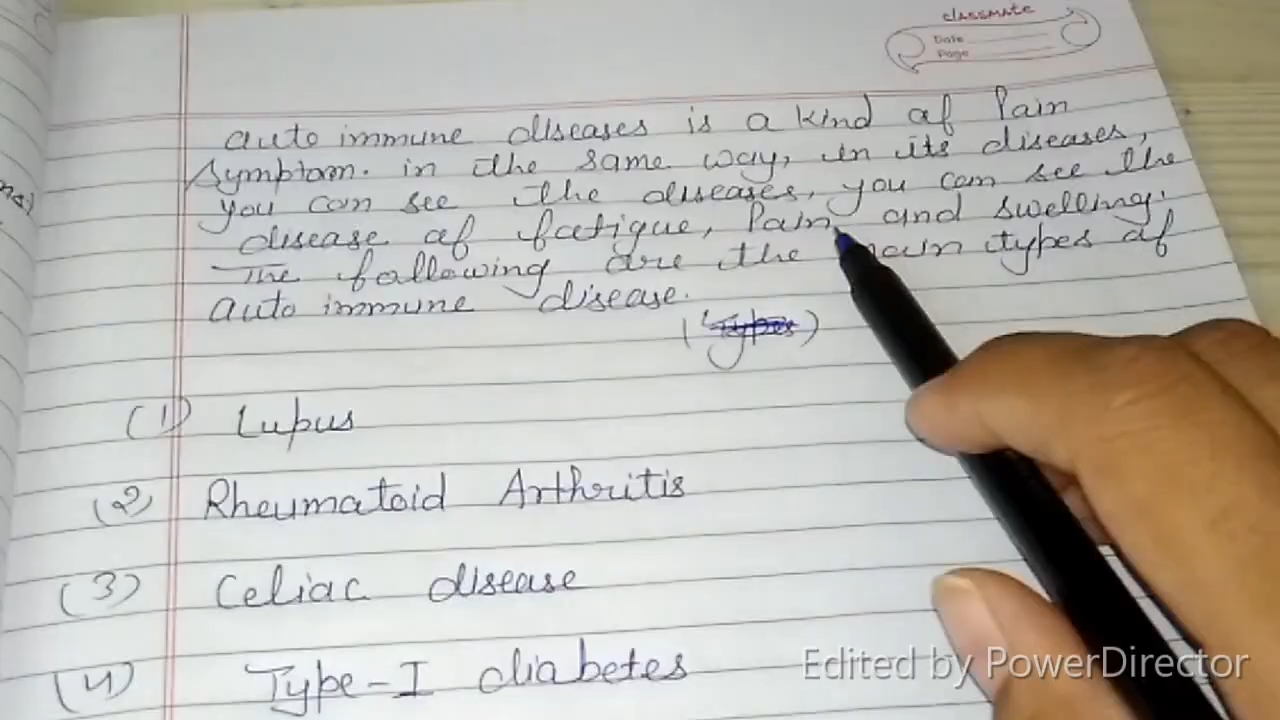 classmate
Date
Page
auto immune diseases is a kind of Pain
Symptom. in the same way, in its diseases,
you can see the diseases, you can see the
disease of fatigue, Pain and swelling.
The following are the main types of
auto immune disease.
(Types)
(1) Lupus
(2) Rheumatoid Arthritis
(3) Celiac disease
(4) Type-I diabetes
Edited by PowerDirector